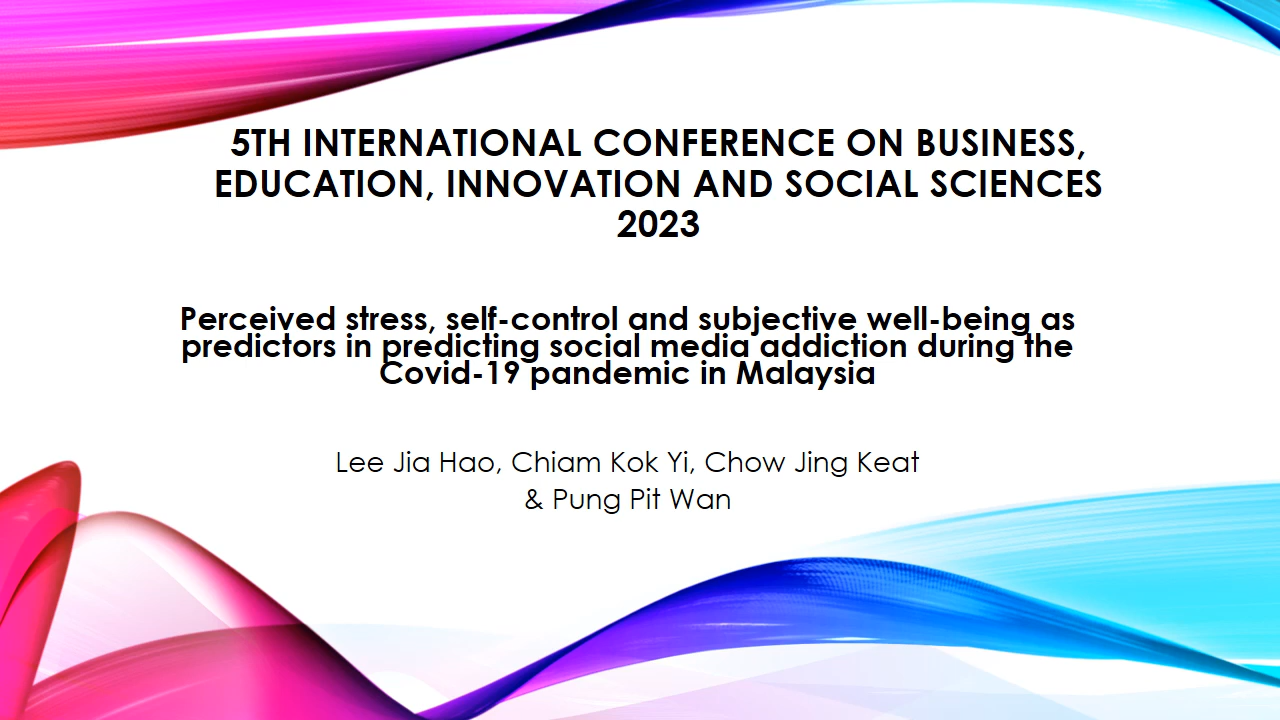 5TH INTERNATIONAL CONFERENCE ON BUSINESS,
EDUCATION, INNOVATION AND SOCIAL SCIENCES
2023
Perceived stress, self-control and subjective well-being as
predictors in predicting social media addiction during the
Covid-19 pandemic in Malaysia
Lee Jia Hao, Chiam Kok Yi, Chow Jing Keat
& Pung Pit Wan